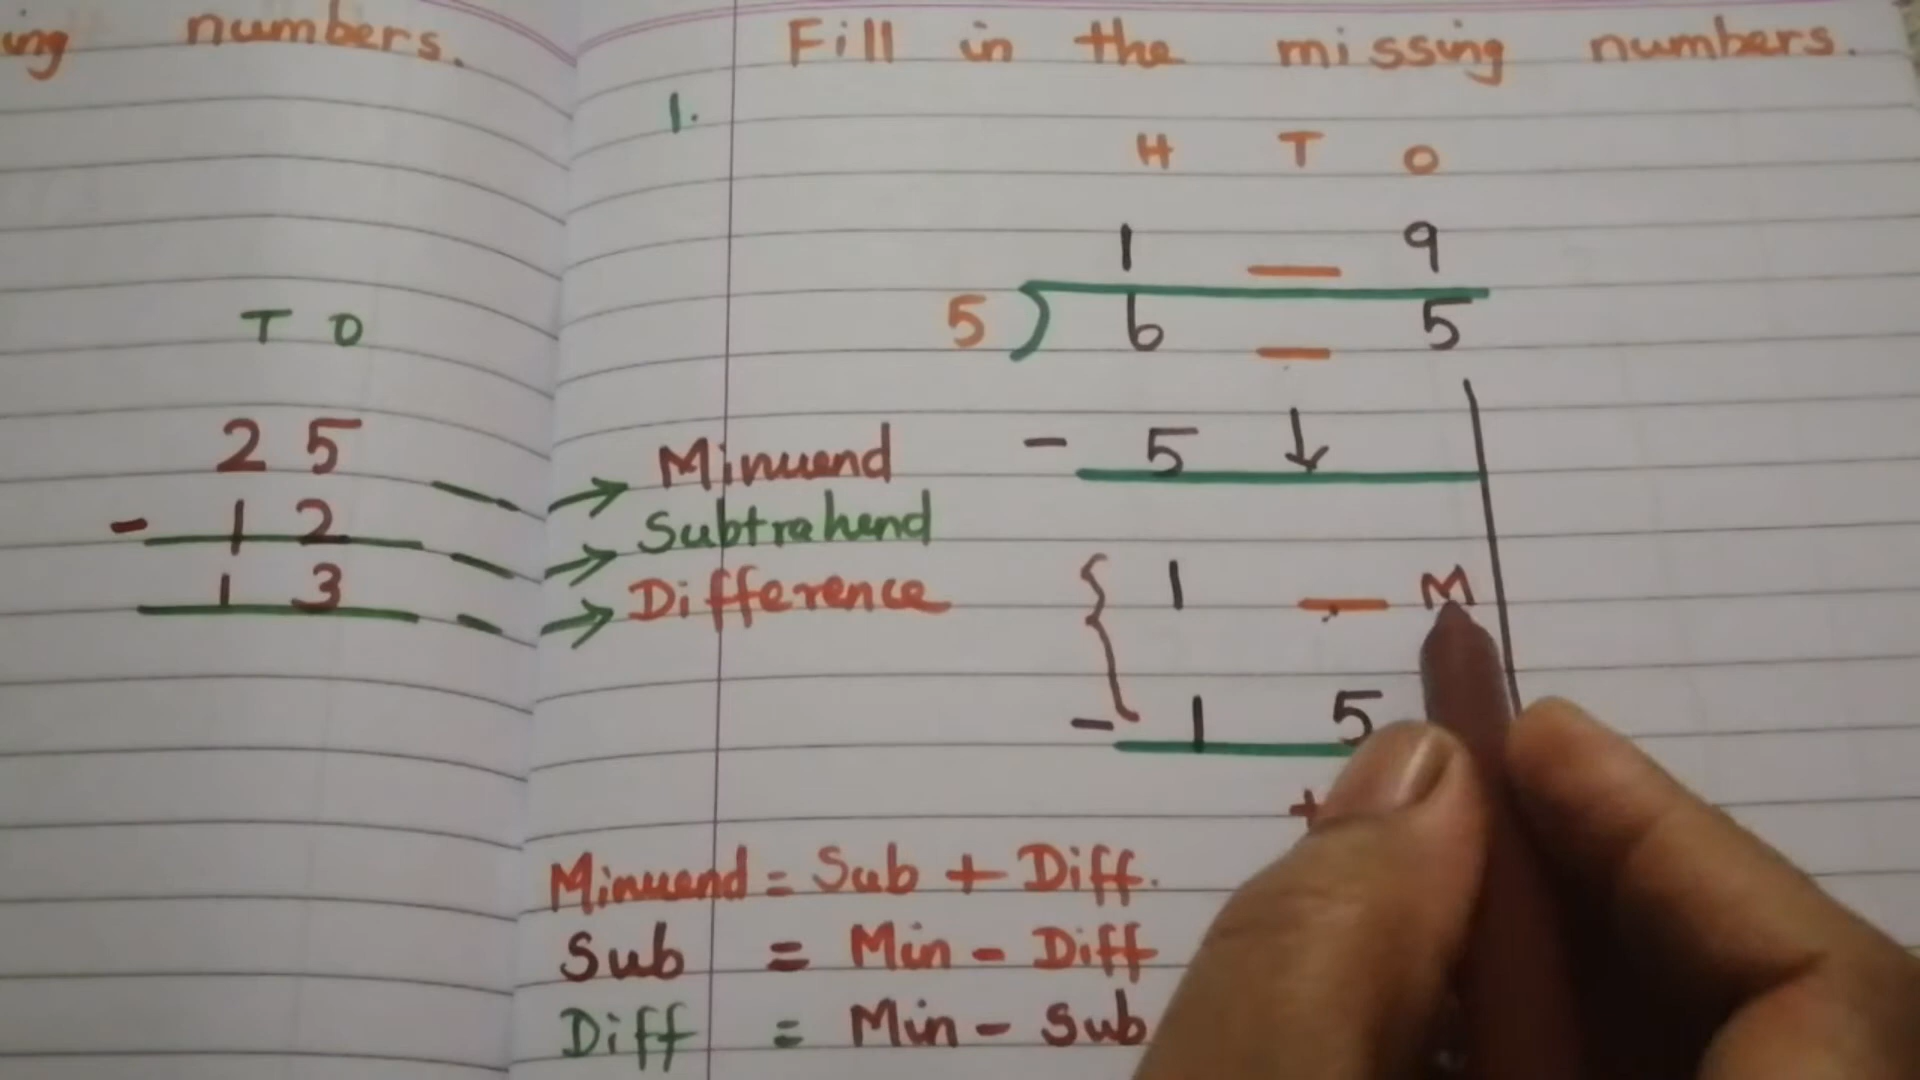 ing numbers.
T O
2 5
- 1 2
1 3
Fill in the missing numbers.
1.
H T O
1 _ 9
5 ) 6 _ 5
- 5 ↓
Minuend
Subtrahend
Difference
1 _ M
- 1 5
+
Minuend = Sub + Diff.
Sub = Min - Diff
Diff = Min - Sub